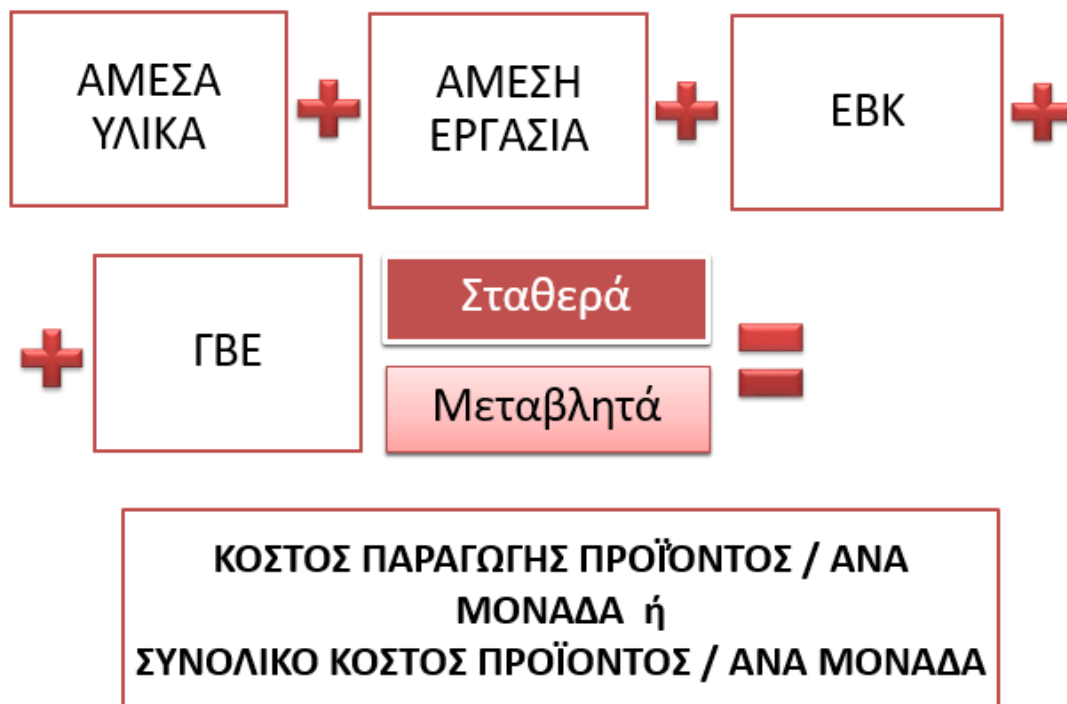 ΑΜΕΣΑ
ΥΛΙΚΑ
ΑΜΕΣΗ
ΕΡΓΑΣΙΑ
ΕΒΚ
ΓΒΕ
Σταθερά
Μεταβλητά
ΚΟΣΤΟΣ ΠΑΡΑΓΩΓΗΣ ΠΡΟΪΟΝΤΟΣ / ΑΝΑ
ΜΟΝΑΔΑ ή
ΣΥΝΟΛΙΚΟ ΚΟΣΤΟΣ ΠΡΟΪΟΝΤΟΣ / ΑΝΑ ΜΟΝΑΔΑ